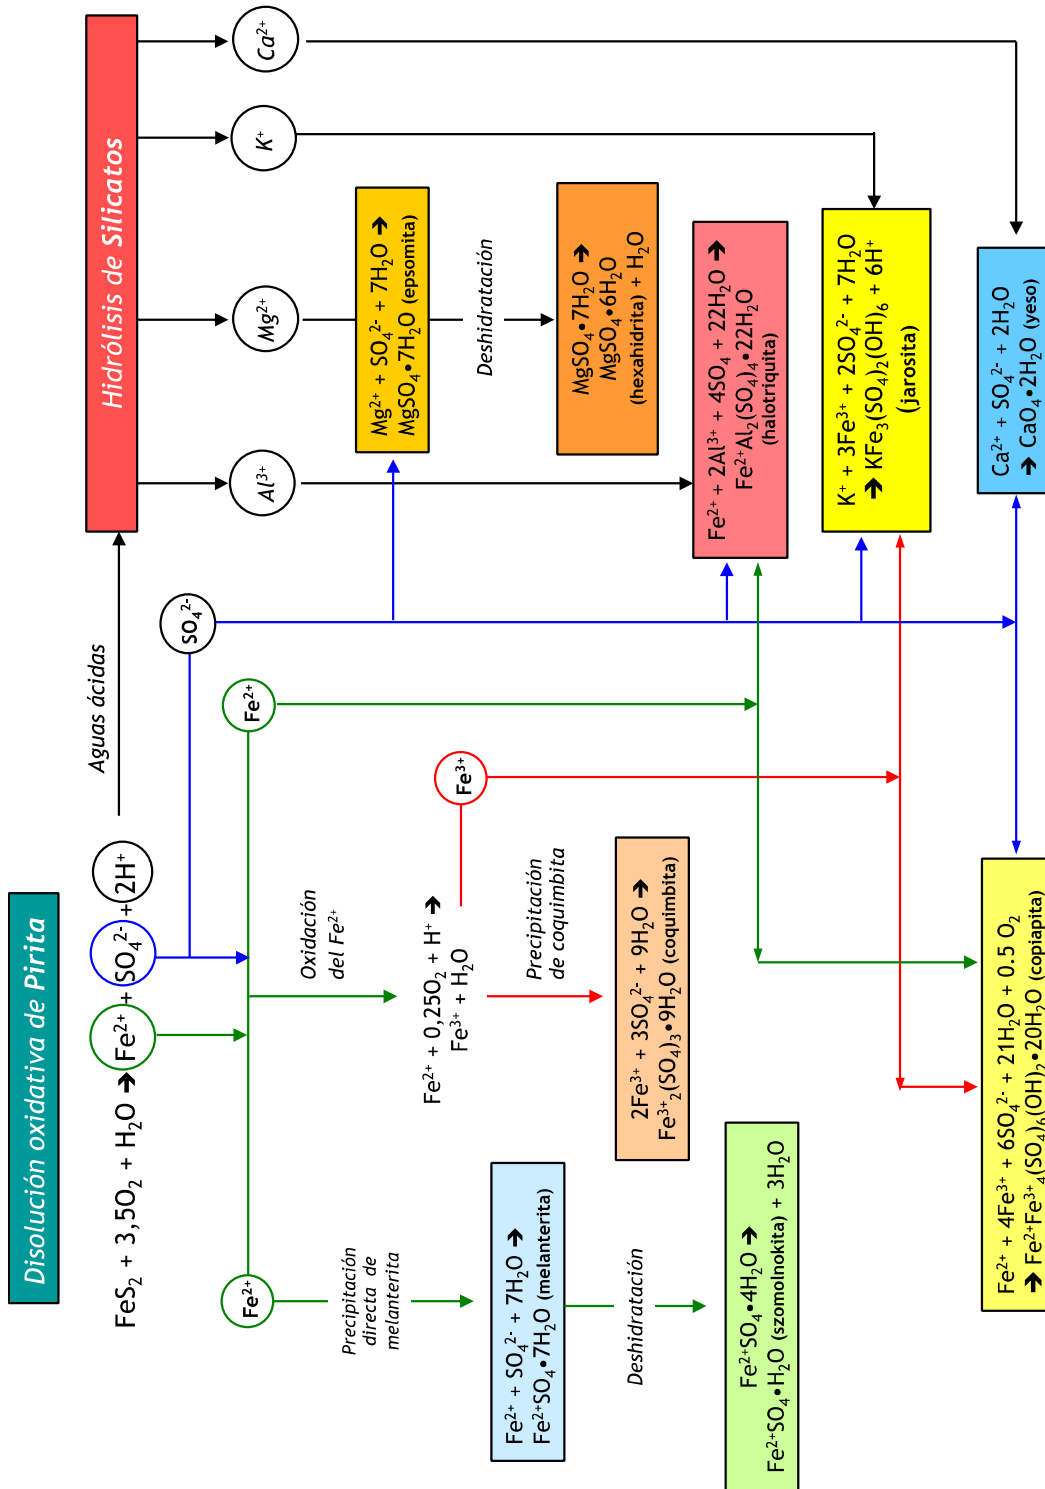 Disolución oxidativa de Pirita
FeS₂ + 3,5O₂ + H₂O ➔ Fe²⁺ + SO₄²⁻ + 2H⁺
Aguas ácidas
Hidrólisis de Silicatos
SO₄²⁻
Fe²⁺
Fe²⁺
Al³⁺
Mg²⁺
K⁺
Ca²⁺
Precipitación
directa de
melanterita
Oxidación
del Fe²⁺
Fe²⁺ + 0,25O₂ + H⁺ ➔
Fe³⁺ + H₂O
Fe³⁺
Mg²⁺ + SO₄²⁻ + 7H₂O ➔
MgSO₄•7H₂O (epsomita)
Deshidratación
Fe²⁺ + SO₄²⁻ + 7H₂O ➔
Fe²⁺SO₄•7H₂O (melanterita)
Precipitación
de coquimbita
MgSO₄•7H₂O ➔
MgSO₄•6H₂O
(hexahidrita) + H₂O
Deshidratación
2Fe³⁺ + 3SO₄²⁻ + 9H₂O ➔
Fe³⁺₂(SO₄)₃•9H₂O (coquimbita)
Fe²⁺ + 2Al³⁺ + 4SO₄ + 22H₂O ➔
Fe²⁺Al₂(SO₄)₄•22H₂O
(halotriquita)
Fe²⁺SO₄•4H₂O ➔
Fe²⁺SO₄•H₂O (szomolnokita) + 3H₂O
K⁺ + 3Fe³⁺ + 2SO₄²⁻ + 7H₂O
➔ KFe₃(SO₄)₂(OH)₆ + 6H⁺
(jarosita)
Fe²⁺ + 4Fe³⁺ + 6SO₄²⁻ + 21H₂O + 0.5 O₂
➔ Fe²⁺Fe³⁺₄(SO₄)₆(OH)₂•20H₂O (copiapita)
Ca²⁺ + SO₄²⁻ + 2H₂O
➔ CaO₄•2H₂O (yeso)